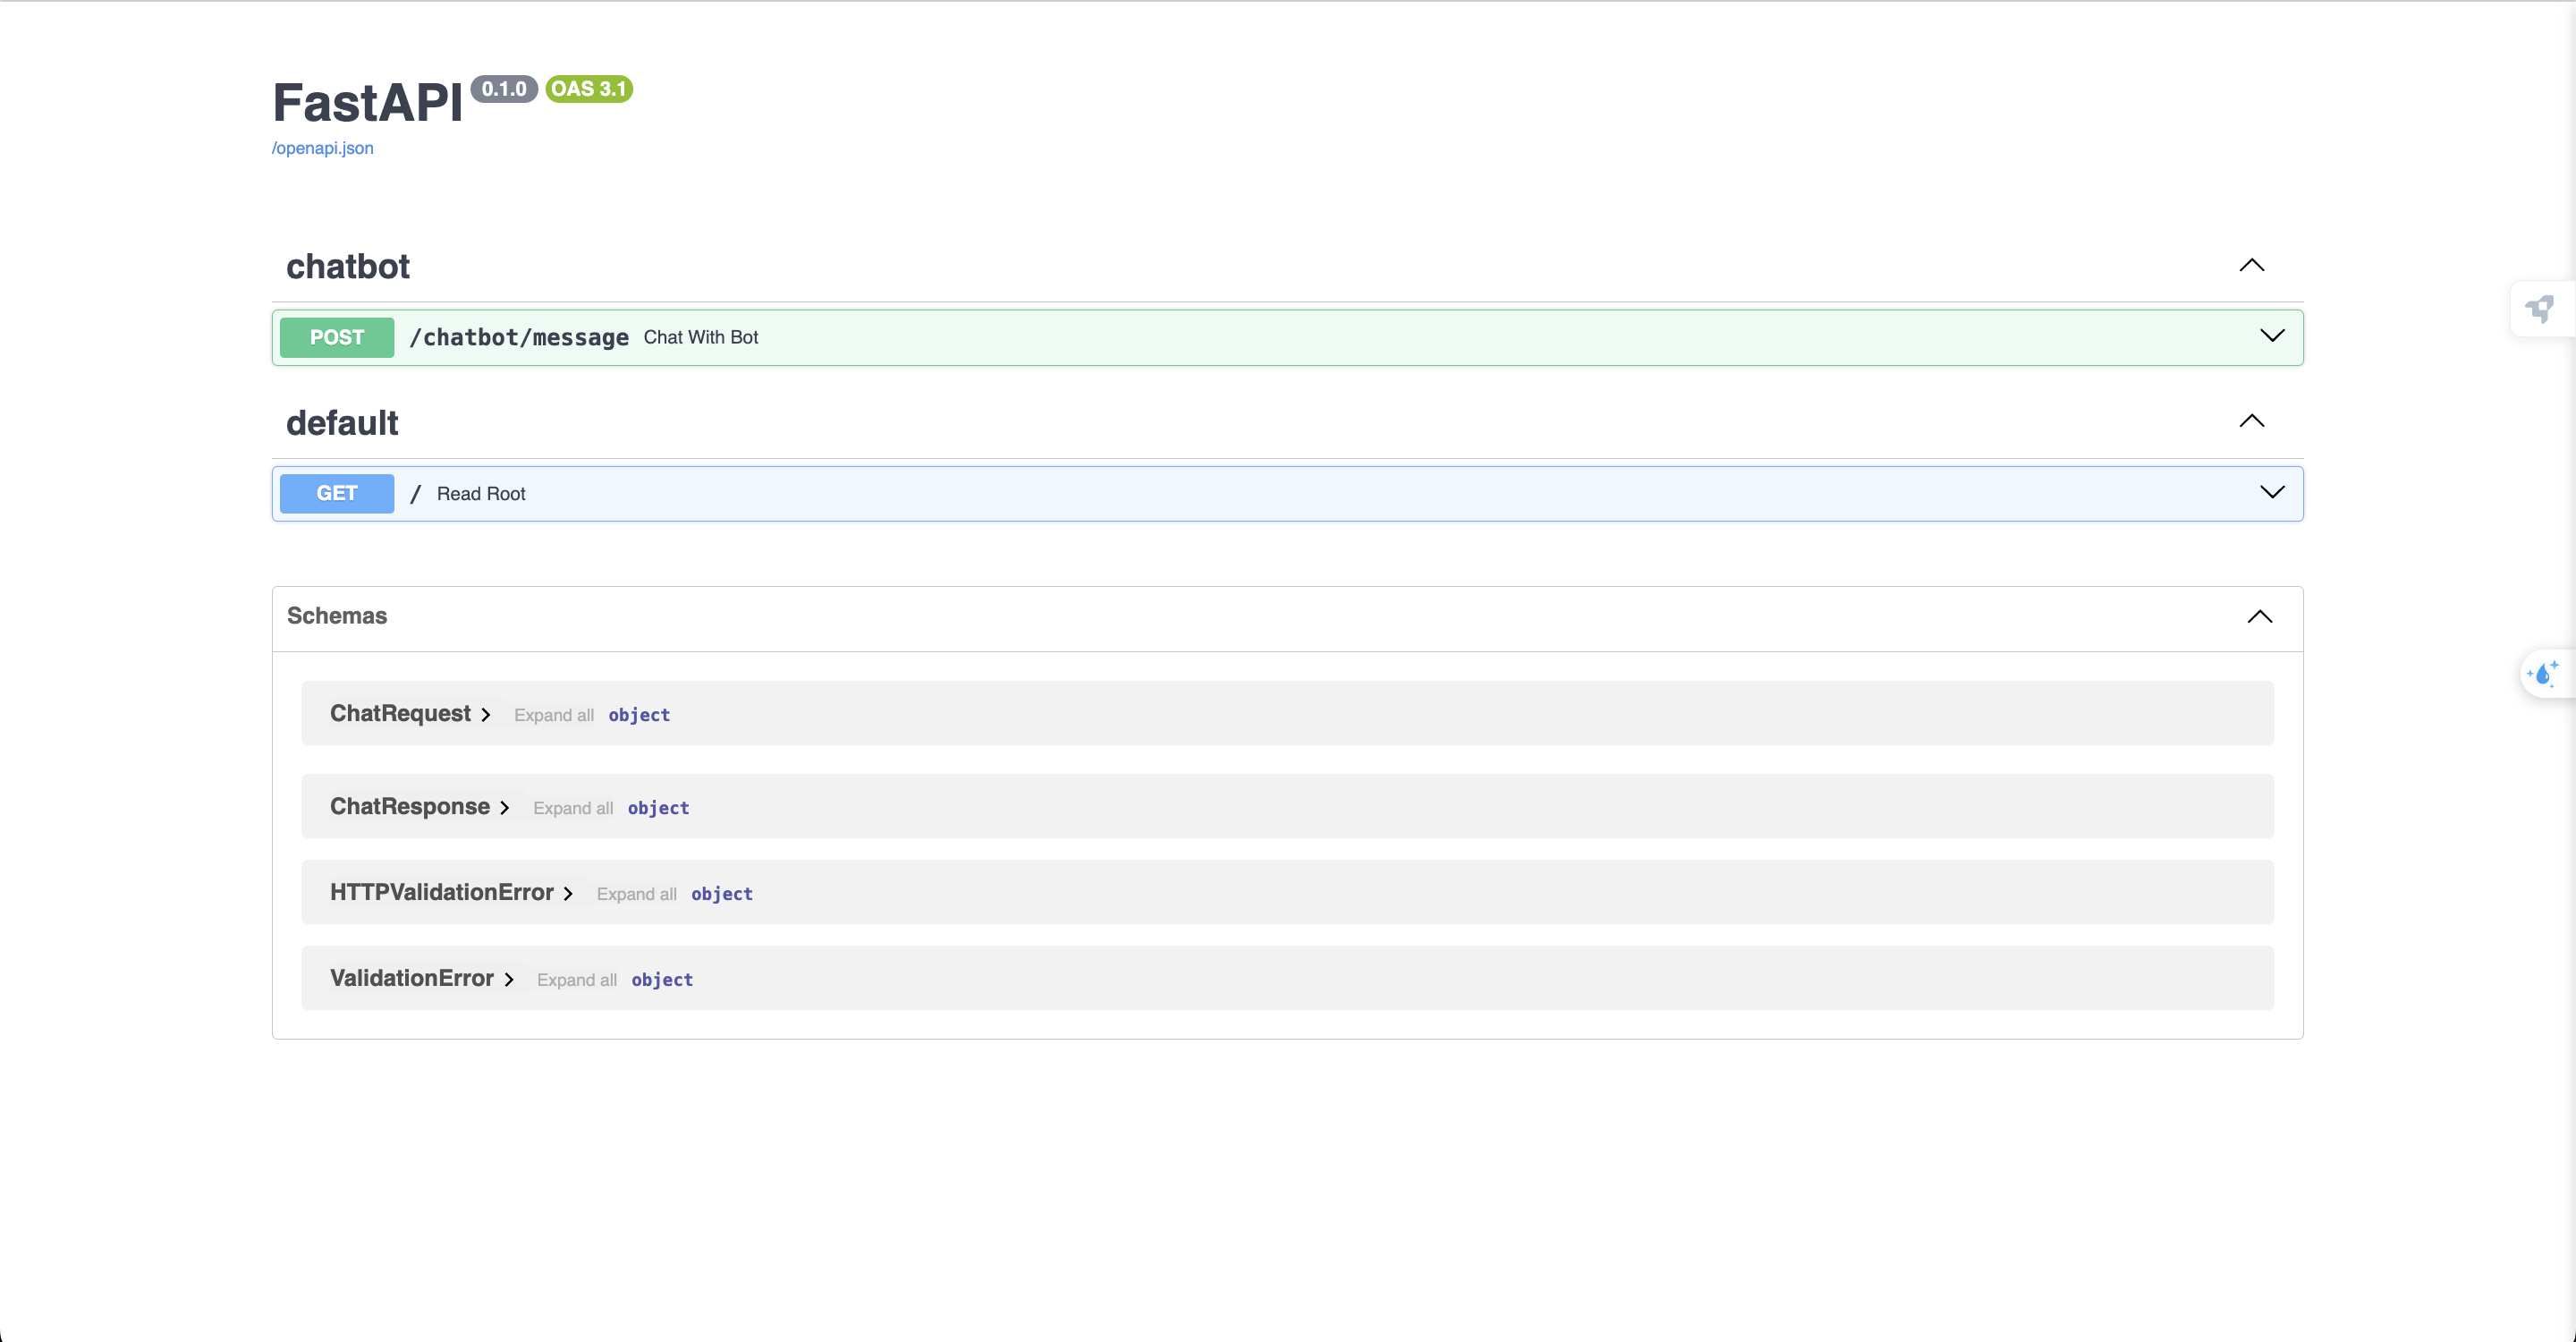 FastAPI 0.1.0 OAS 3.1
/openapi.json
chatbot
POST /chatbot/message Chat With Bot
default
GET / Read Root
Schemas
ChatRequest Expand all object
ChatResponse Expand all object
HTTPValidationError Expand all object
ValidationError Expand all object